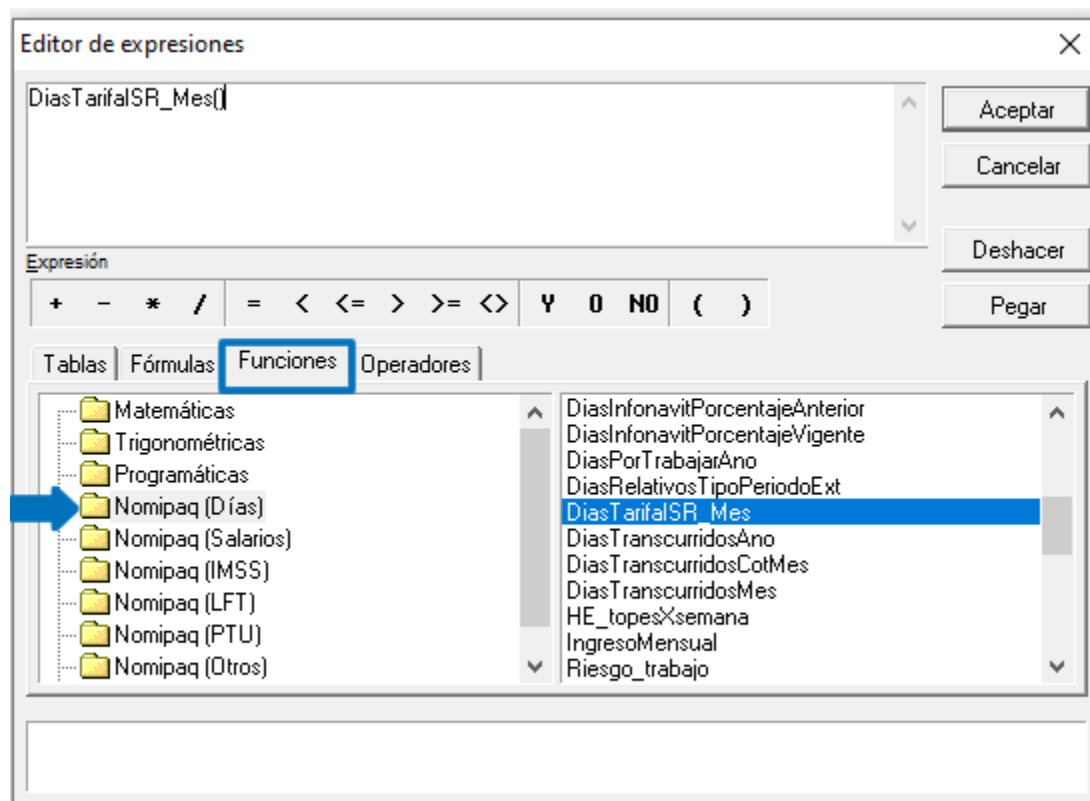 Editor de expresiones
DiasTarifaISR_Mes()
Aceptar
Cancelar
Deshacer
Pegar
Expresión
+ - * / = < <= > >= <> Y O NO ( )
Tablas Fórmulas Funciones Operadores
Matemáticas
Trigonométricas
Programáticas
Nomipaq (Días)
Nomipaq (Salarios)
Nomipaq (IMSS)
Nomipaq (LFT)
Nomipaq (PTU)
Nomipaq (Otros)
DiasInfonavitPorcentajeAnterior
DiasInfonavitPorcentajeVigente
DiasPorTrabajarAno
DiasRelativosTipoPeriodoExt
DiasTarifaISR_Mes
DiasTranscurridosAno
DiasTranscurridosCotMes
DiasTranscurridosMes
HE_topesXsemana
IngresoMensual
Riesgo_trabajo